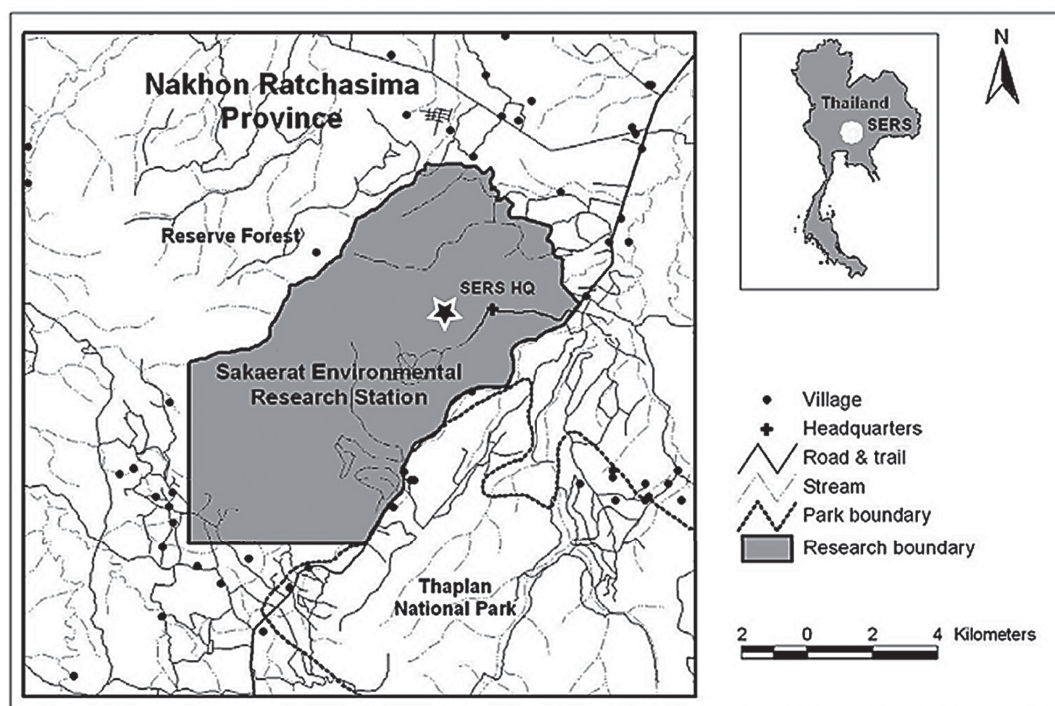 Nakhon Ratchasima
Province
Reserve Forest
SERS HQ
Sakaerat Environmental
Research Station
Thaplan
National Park
Thailand
SERS
N
Village
Headquarters
Road & trail
Stream
Park boundary
Research boundary
2 0 2 4 Kilometers